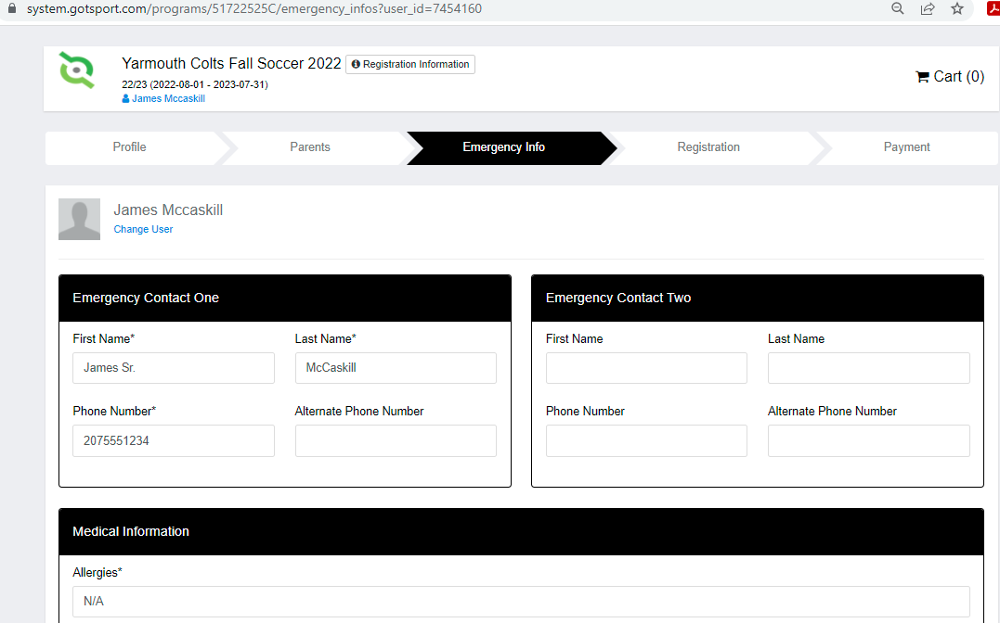 system.gotsport.com/programs/51722525C/emergency_infos?user_id=7454160
Yarmouth Colts Fall Soccer 2022 Registration Information
22/23 (2022-08-01 - 2023-07-31)
James Mccaskill
Cart (0)
Profile Parents Emergency Info Registration Payment
James Mccaskill
Change User
Emergency Contact One
First Name* Last Name*
James Sr. McCaskill
Phone Number* Alternate Phone Number
2075551234
Emergency Contact Two
First Name Last Name
Phone Number Alternate Phone Number
Medical Information
Allergies*
N/A